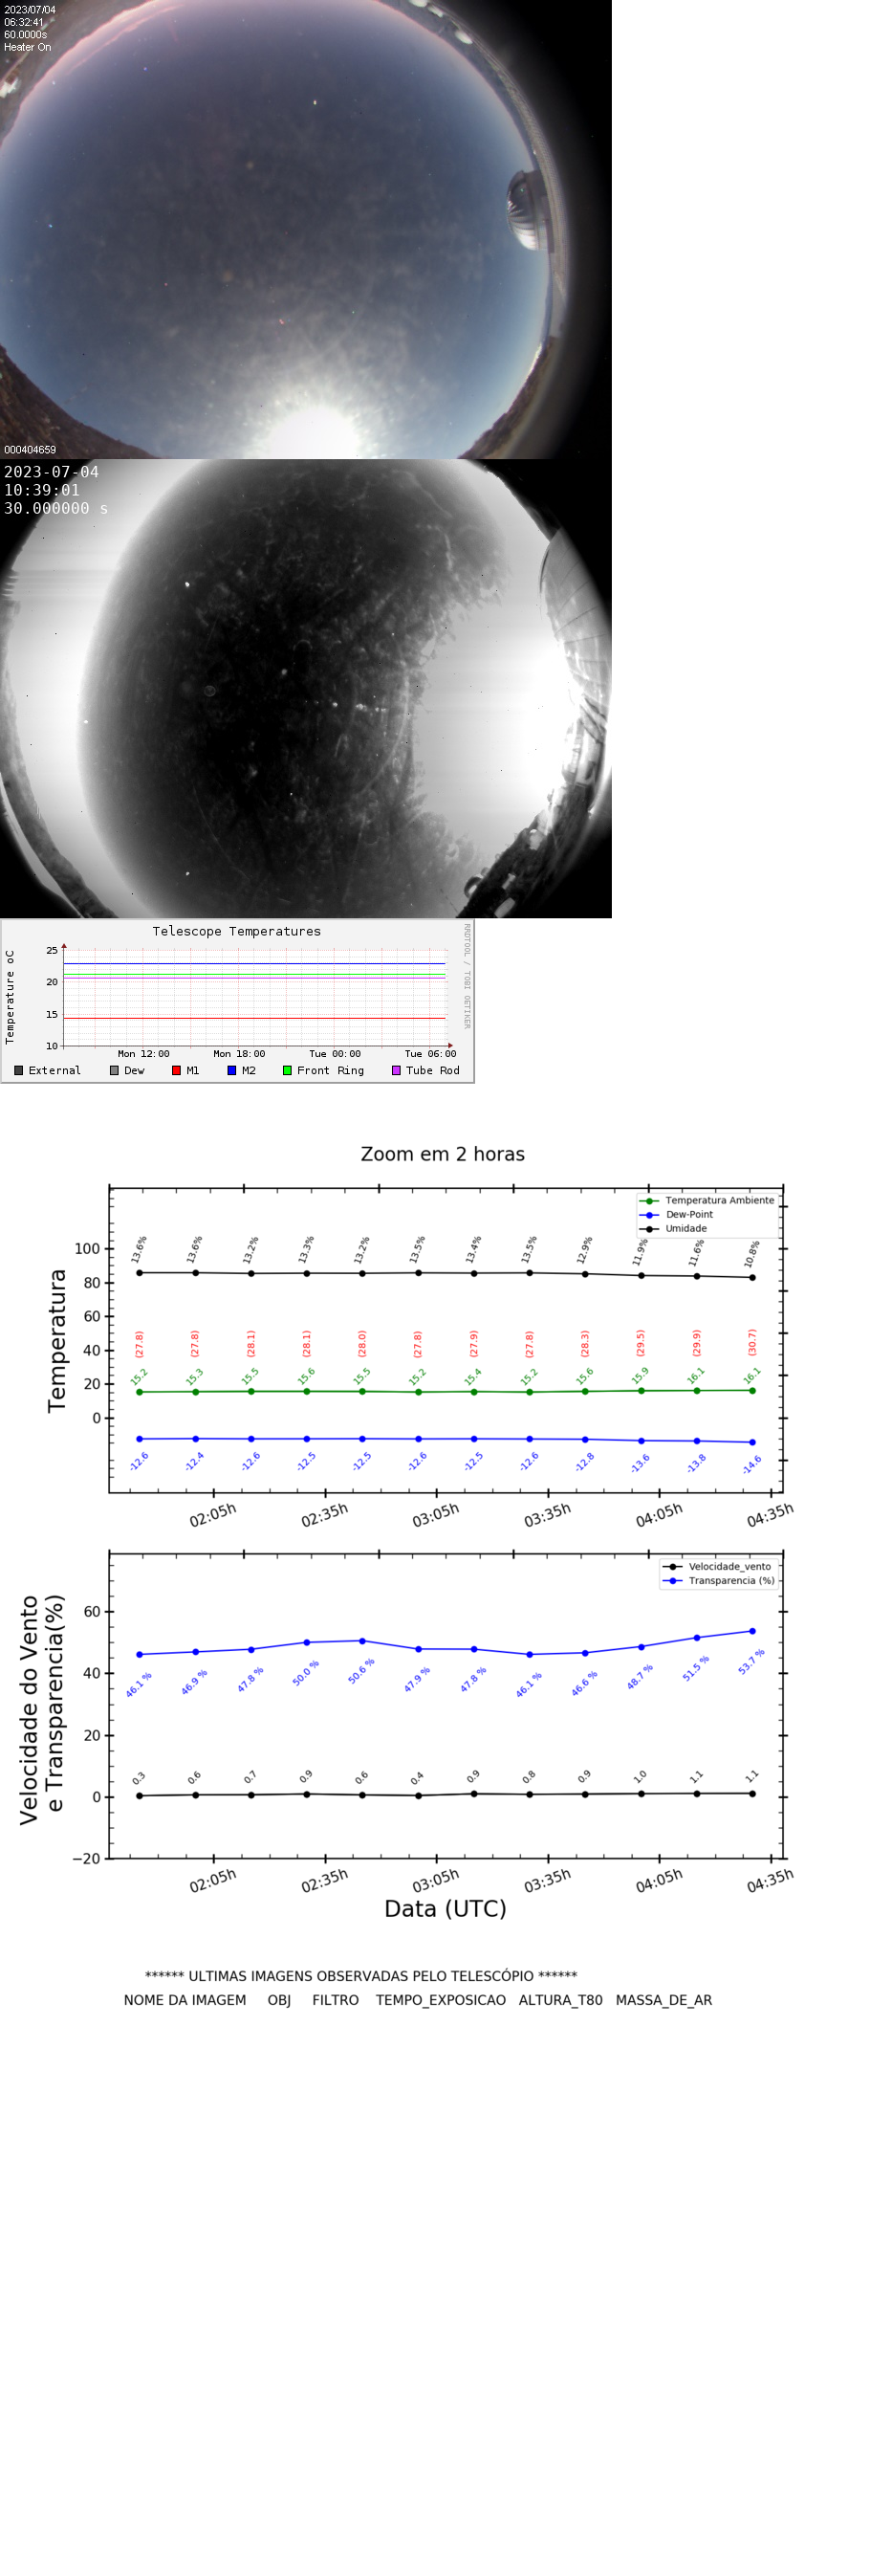 2023/07/04
06:32:41
60.0000s
Heater On
000404659
2023-07-04
10:39:01
30.000000 s
Telescope Temperatures
RRDTOOL / TOBI OETIKER
Temperature oC
25
20
15
10
Mon 12:00 Mon 18:00 Tue 00:00 Tue 06:00
External Dew M1 M2 Front Ring Tube Rod
Zoom em 2 horas
Temperatura Ambiente
Dew-Point
Umidade
Temperatura
100
80
60
40
20
0
13.6% 13.6% 13.2% 13.3% 13.2% 13.5% 13.4% 13.5% 12.9% 11.9% 11.6% 10.8%
(27.8) (27.8) (28.1) (28.1) (28.0) (27.8) (27.9) (27.8) (28.3) (29.5) (29.9) (30.7)
15.2 15.3 15.5 15.6 15.5 15.2 15.4 15.2 15.6 15.9 16.1 16.1
-12.6 -12.4 -12.6 -12.5 -12.5 -12.6 -12.5 -12.6 -12.8 -13.6 -13.8 -14.6
02:05h 02:35h 03:05h 03:35h 04:05h 04:35h
Velocidade_vento
Transparencia (%)
Velocidade do Vento
e Transparencia(%)
60
40
20
0
−20
46.1 % 46.9 % 47.8 % 50.0 % 50.6 % 47.9 % 47.8 % 46.1 % 46.6 % 48.7 % 51.5 % 53.7 %
0.3 0.6 0.7 0.9 0.6 0.4 0.9 0.8 0.9 1.0 1.1 1.1
02:05h 02:35h 03:05h 03:35h 04:05h 04:35h
Data (UTC)
****** ULTIMAS IMAGENS OBSERVADAS PELO TELESCÓPIO ******
NOME DA IMAGEM OBJ FILTRO TEMPO_EXPOSICAO ALTURA_T80 MASSA_DE_AR